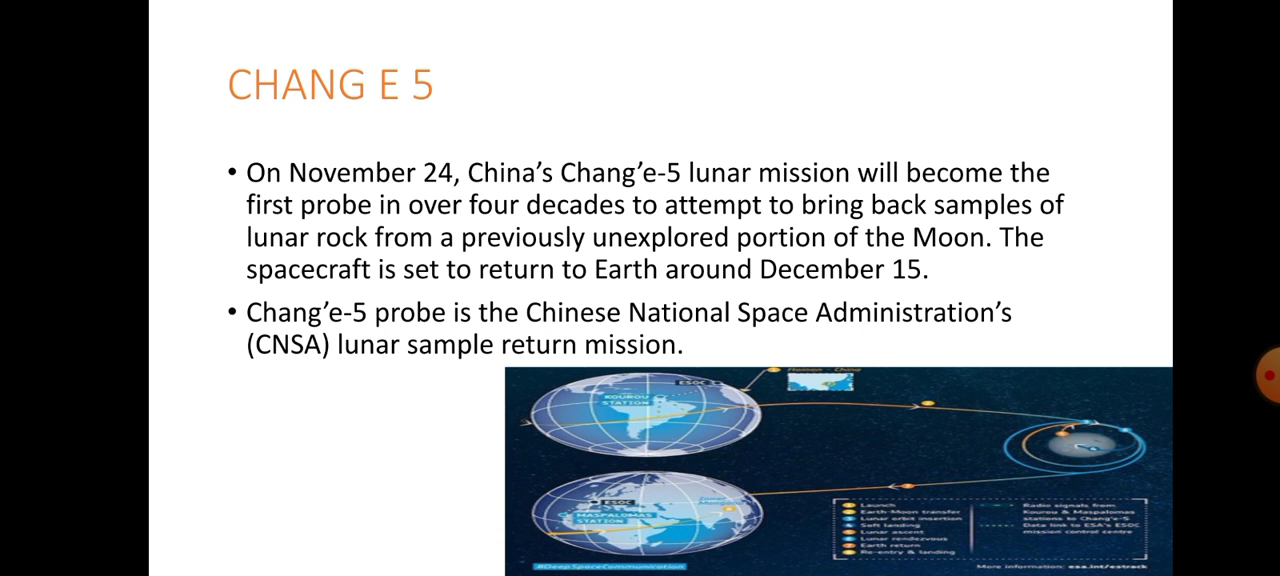 CHANG E 5
• On November 24, China's Chang'e-5 lunar mission will become the
first probe in over four decades to attempt to bring back samples of
lunar rock from a previously unexplored portion of the Moon. The
spacecraft is set to return to Earth around December 15.
• Chang'e-5 probe is the Chinese National Space Administration's
(CNSA) lunar sample return mission.
China
ESOC
KOUROU
STATION
ESOC
MASPALOMAS
STATION
Launch
Earth-Moon transfer
Lunar orbit insertion
Soft landing
Lunar ascent
Lunar rendezvous
Earth return
Re-entry & landing
Radio signals from
Kourou & Maspalomas
stations to Chang'e-5
Data link to ESA's ESOC
mission control centre
#DeepSpaceCommunication
More information: esa.int/estrack